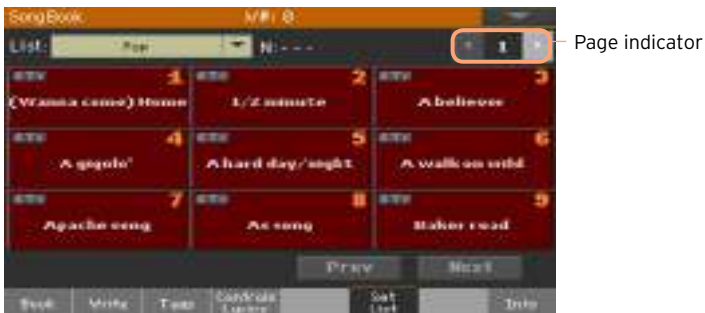 SongBook
List: Pop N:--- 1
Page indicator
1 2 3
(Wanna come) Home 1/2 minute A believer
4 5 6
A gigolo' A hard day/night A walk on wild
7 8 9
Apache song As song Baker road
Prev Next
Book Write Tags Controls Lyrics Set List Info